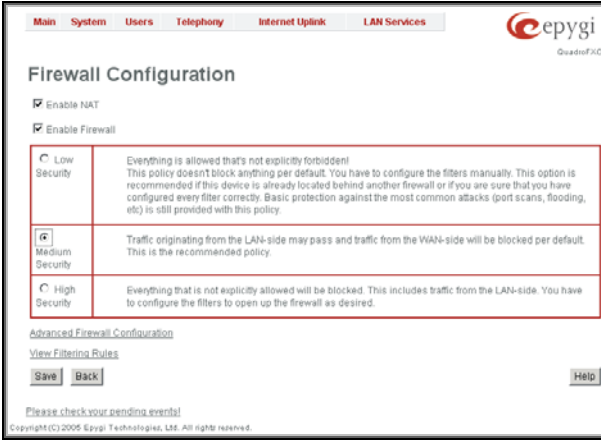 Main System Users Telephony Internet Uplink LAN Services
epygi
QuadroFXO
Firewall Configuration
Enable NAT
Enable Firewall
Low Security
Everything is allowed that's not explicitly forbidden!
This policy doesn't block anything per default. You have to configure the filters manually. This option is
recommended if this device is already located behind another firewall or if you are sure that you have
configured every filter correctly. Basic protection against the most common attacks (port scans, flooding,
etc) is still provided with this policy.
Medium Security
Traffic originating from the LAN-side may pass and traffic from the WAN-side will be blocked per default.
This is the recommended policy.
High Security
Everything that is not explicitly allowed will be blocked. This includes traffic from the LAN-side. You have
to configure the filters to open up the firewall as desired.
Advanced Firewall Configuration
View Filtering Rules
Save Back Help
Please check your pending events!
Copyright (C) 2005 Epygi Technologies, Ltd. All rights reserved.